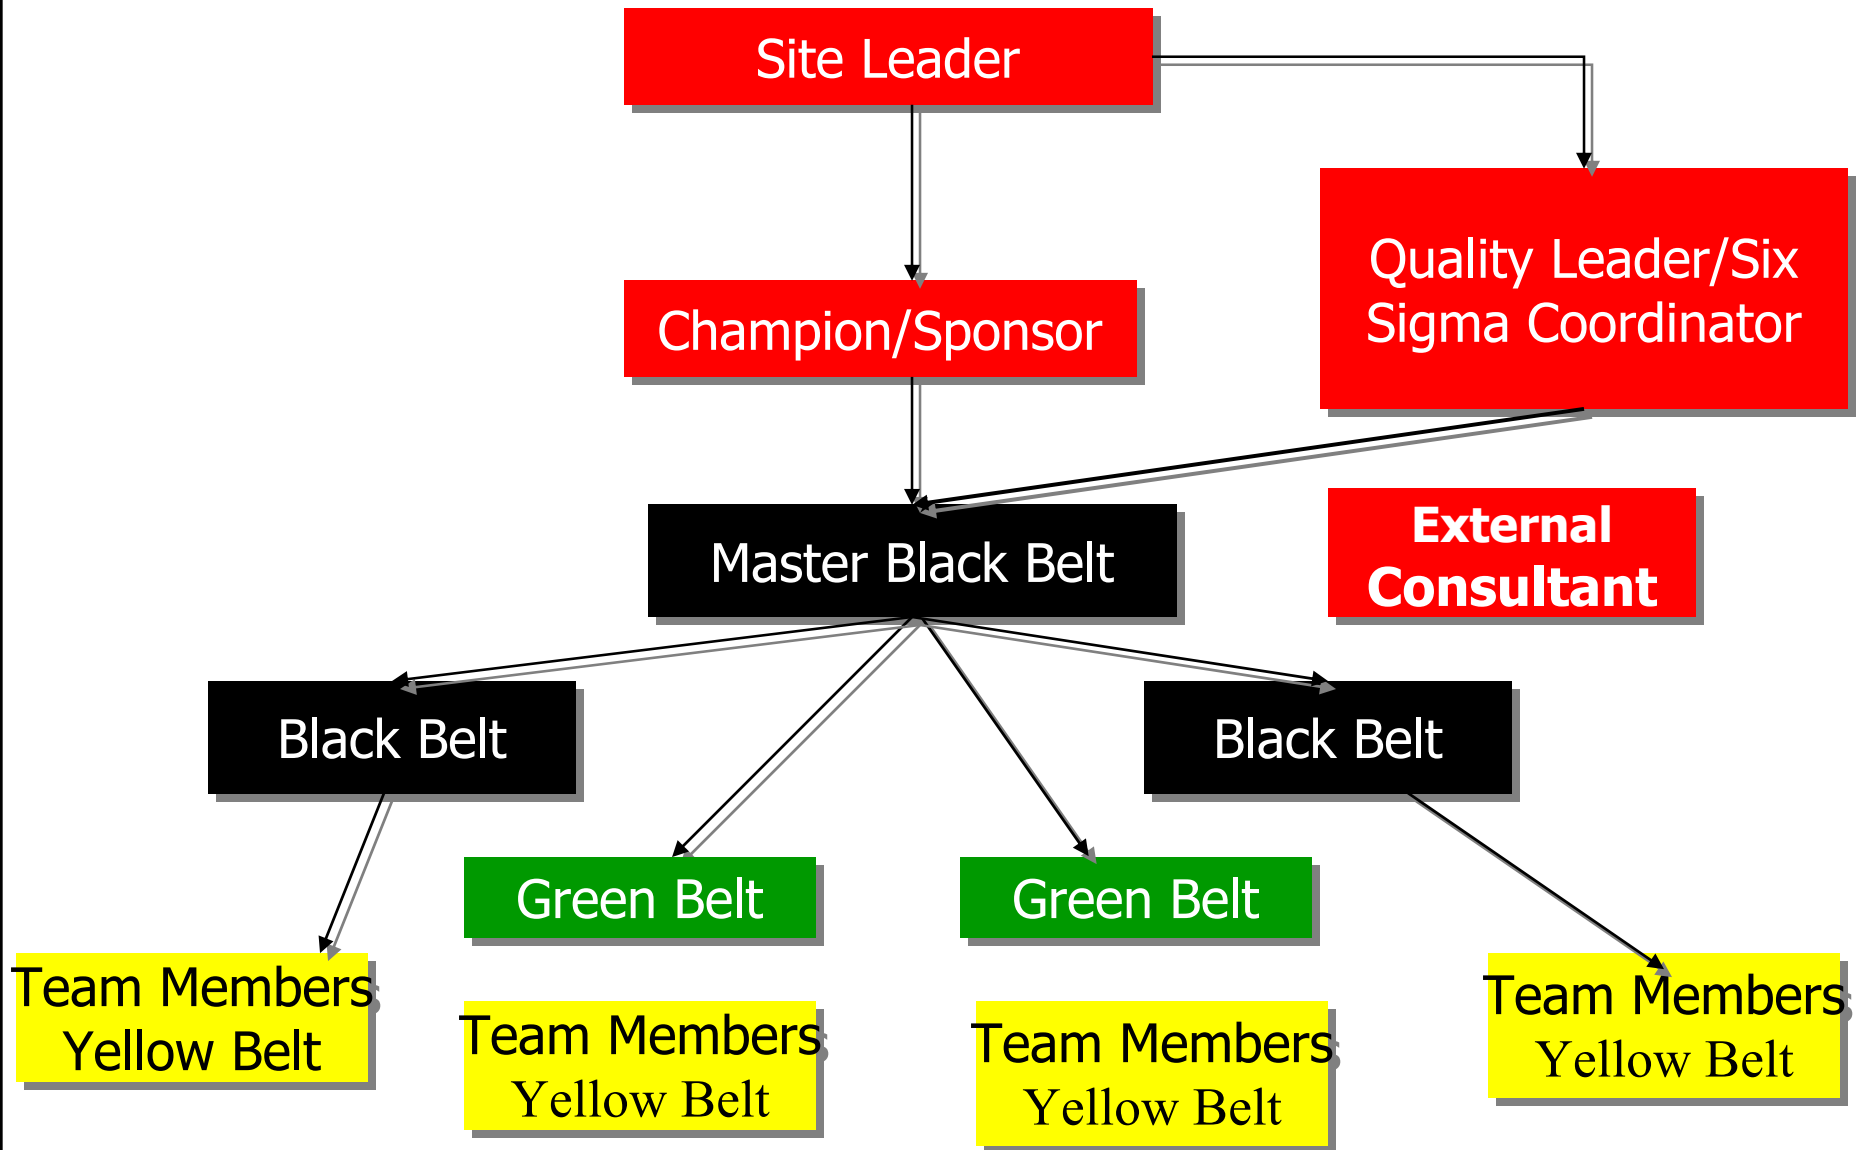 Site Leader
Quality Leader/Six
Sigma Coordinator
Champion/Sponsor
External
Consultant
Master Black Belt
Black Belt
Black Belt
Green Belt
Green Belt
Team Members
Yellow Belt
Team Members
Yellow Belt
Team Members
Yellow Belt
Team Members
Yellow Belt